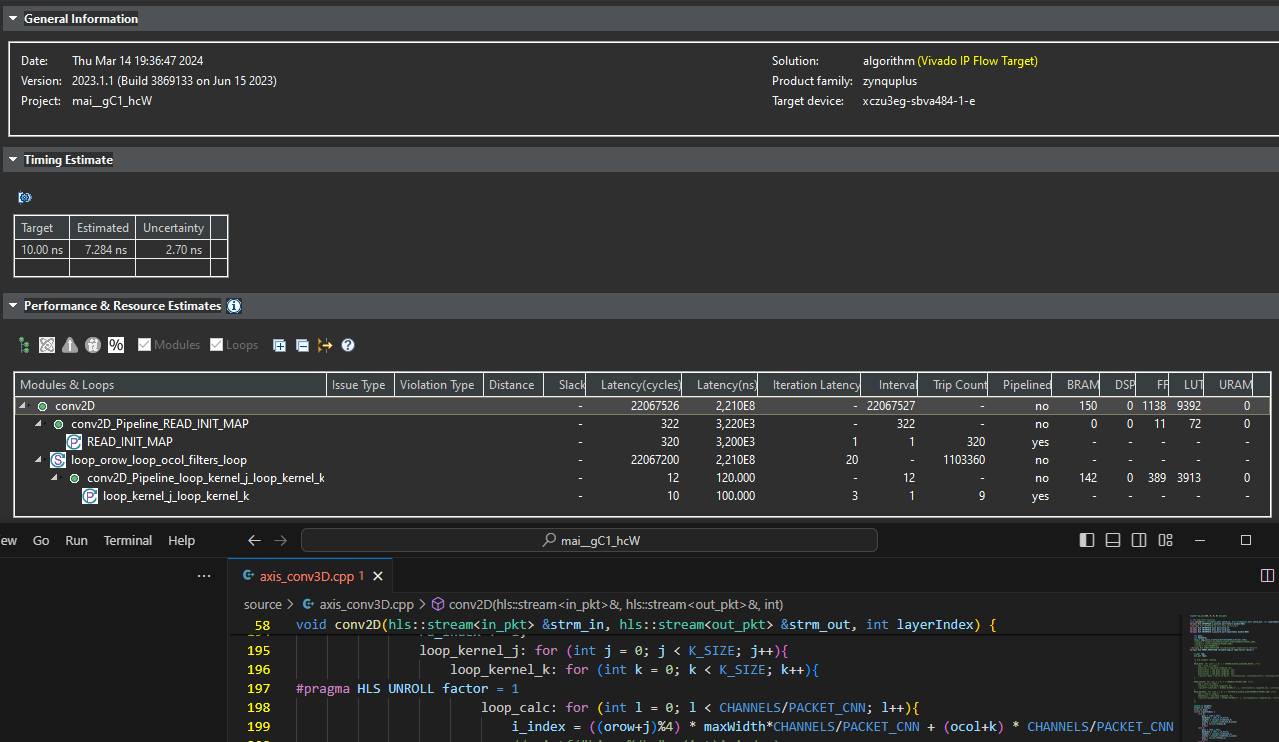 General Information
Date: Thu Mar 14 19:36:47 2024 Solution: algorithm (Vivado IP Flow Target)
Version: 2023.1.1 (Build 3869133 on Jun 15 2023) Product family: zynquplus
Project: mai__gC1_hcW Target device: xczu3eg-sbva484-1-e
Timing Estimate
Target Estimated Uncertainty
10.00 ns 7.284 ns 2.70 ns
Performance & Resource Estimates
% Modules Loops
Modules & Loops Issue Type Violation Type Distance Slack Latency(cycles) Latency(ns) Iteration Latency Interval Trip Count Pipelined BRAM DSP FF LUT URAM
conv2D - 22067526 2,210E8 - 22067527 - no 150 0 1138 9392 0
conv2D_Pipeline_READ_INIT_MAP - 322 3,220E3 - 322 - no 0 0 11 72 0
READ_INIT_MAP - 320 3,200E3 1 1 320 yes - - - - -
loop_orow_loop_ocol_filters_loop - 22067200 2,210E8 20 - 1103360 no - - - - -
conv2D_Pipeline_loop_kernel_j_loop_kernel_k - 12 120.000 - 12 - no 142 0 389 3913 0
loop_kernel_j_loop_kernel_k - 10 100.000 3 1 9 yes - - - - -
ew Go Run Terminal Help mai__gC1_hcW
axis_conv3D.cpp 1
source > axis_conv3D.cpp > conv2D(hls::stream<in_pkt>&, hls::stream<out_pkt>&, int)
58 void conv2D(hls::stream<in_pkt> &strm_in, hls::stream<out_pkt> &strm_out, int layerIndex) {
195 loop_kernel_j: for (int j = 0; j < K_SIZE; j++){
196 loop_kernel_k: for (int k = 0; k < K_SIZE; k++){
197 #pragma HLS UNROLL factor = 1
198 loop_calc: for (int l = 0; l < CHANNELS/PACKET_CNN; l++){
199 i_index = ((orow+j)%4) * maxWidth*CHANNELS/PACKET_CNN + (ocol+k) * CHANNELS/PACKET_CNN